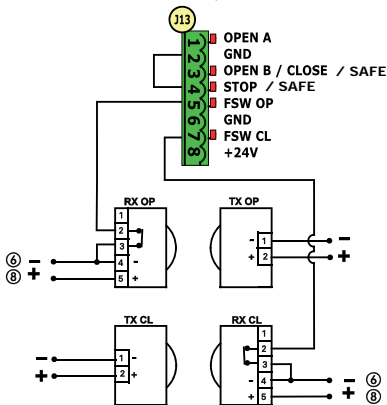 J13
1 OPEN A
2 GND
3 OPEN B / CLOSE / SAFE
4 STOP / SAFE
5 FSW OP
6 GND
7 FSW CL
8 +24V
RX OP
TX OP
1
2
3
⑥ −
4 -
⑧ +
5 +
- 1 −
+ 2 +
TX CL
RX CL
− 1 -
+ 2 +
1
2
3
- 4 − ⑥
+ 5 + ⑧